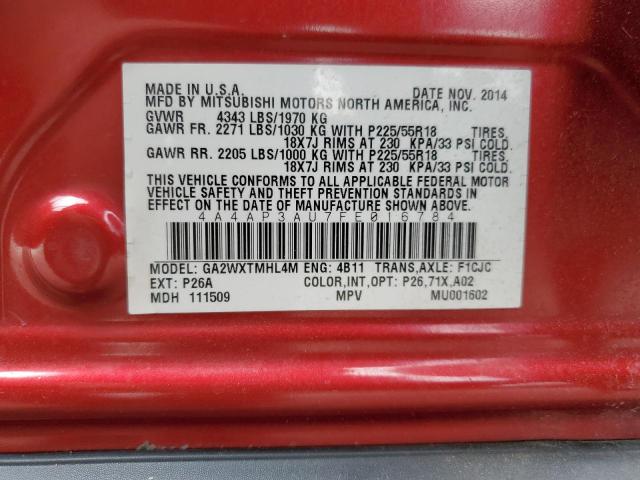 MADE IN U.S.A. DATE NOV. 2014
MFD BY MITSUBISHI MOTORS NORTH AMERICA, INC.
GVWR 4343 LBS/1970 KG
GAWR FR. 2271 LBS/1030 KG WITH P225/55R18 TIRES,
18X7J RIMS AT 230 KPA/33 PSI COLD.
GAWR RR. 2205 LBS/1000 KG WITH P225/55R18 TIRES,
18X7J RIMS AT 230 KPA/33 PSI COLD.
THIS VEHICLE CONFORMS TO ALL APPLICABLE FEDERAL MOTOR
VEHICLE SAFETY AND THEFT PREVENTION STANDARDS IN
EFFECT ON THE DATE OF MANUFACTURE SHOWN ABOVE.
4A4AP3AU7FE016784
MODEL: GA2WXTMHL4M ENG: 4B11 TRANS,AXLE: F1CJC
EXT: P26A COLOR,INT,OPT: P26,71X,A02
MDH 111509 MPV MU001602